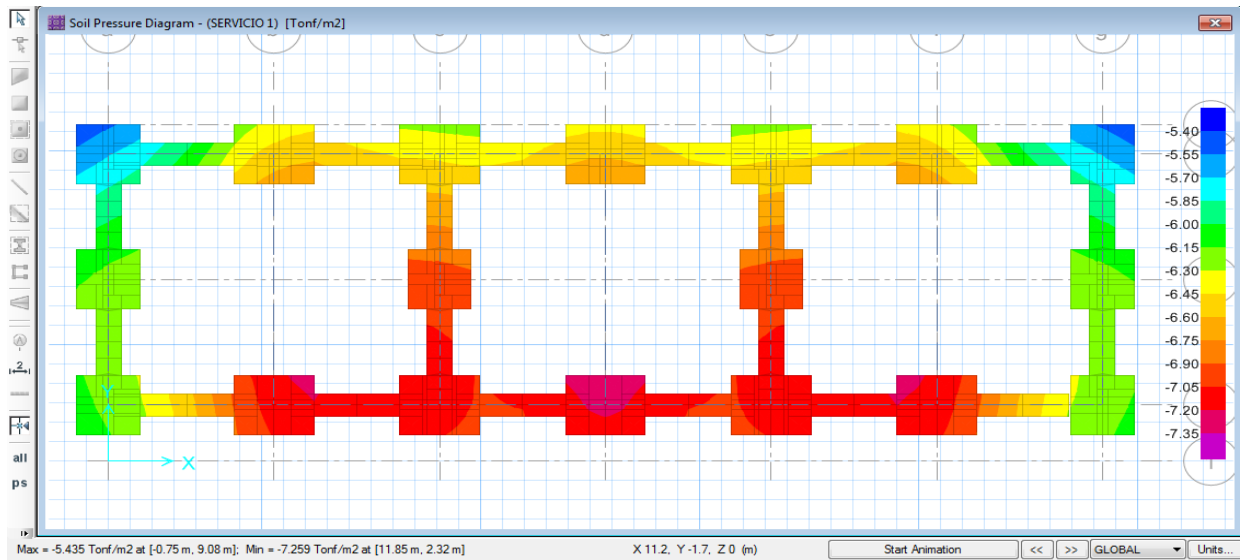 Soil Pressure Diagram - (SERVICIO 1) [Tonf/m2]
-5.40
-5.55
-5.70
-5.85
-6.00
-6.15
-6.30
-6.45
-6.60
-6.75
-6.90
-7.05
-7.20
-7.35
X
all
ps
Max = -5.435 Tonf/m2 at [-0.75 m, 9.08 m]; Min = -7.259 Tonf/m2 at [11.85 m, 2.32 m]
X 11.2, Y -1.7, Z 0 (m)
Start Animation
<<
>>
GLOBAL
Units...